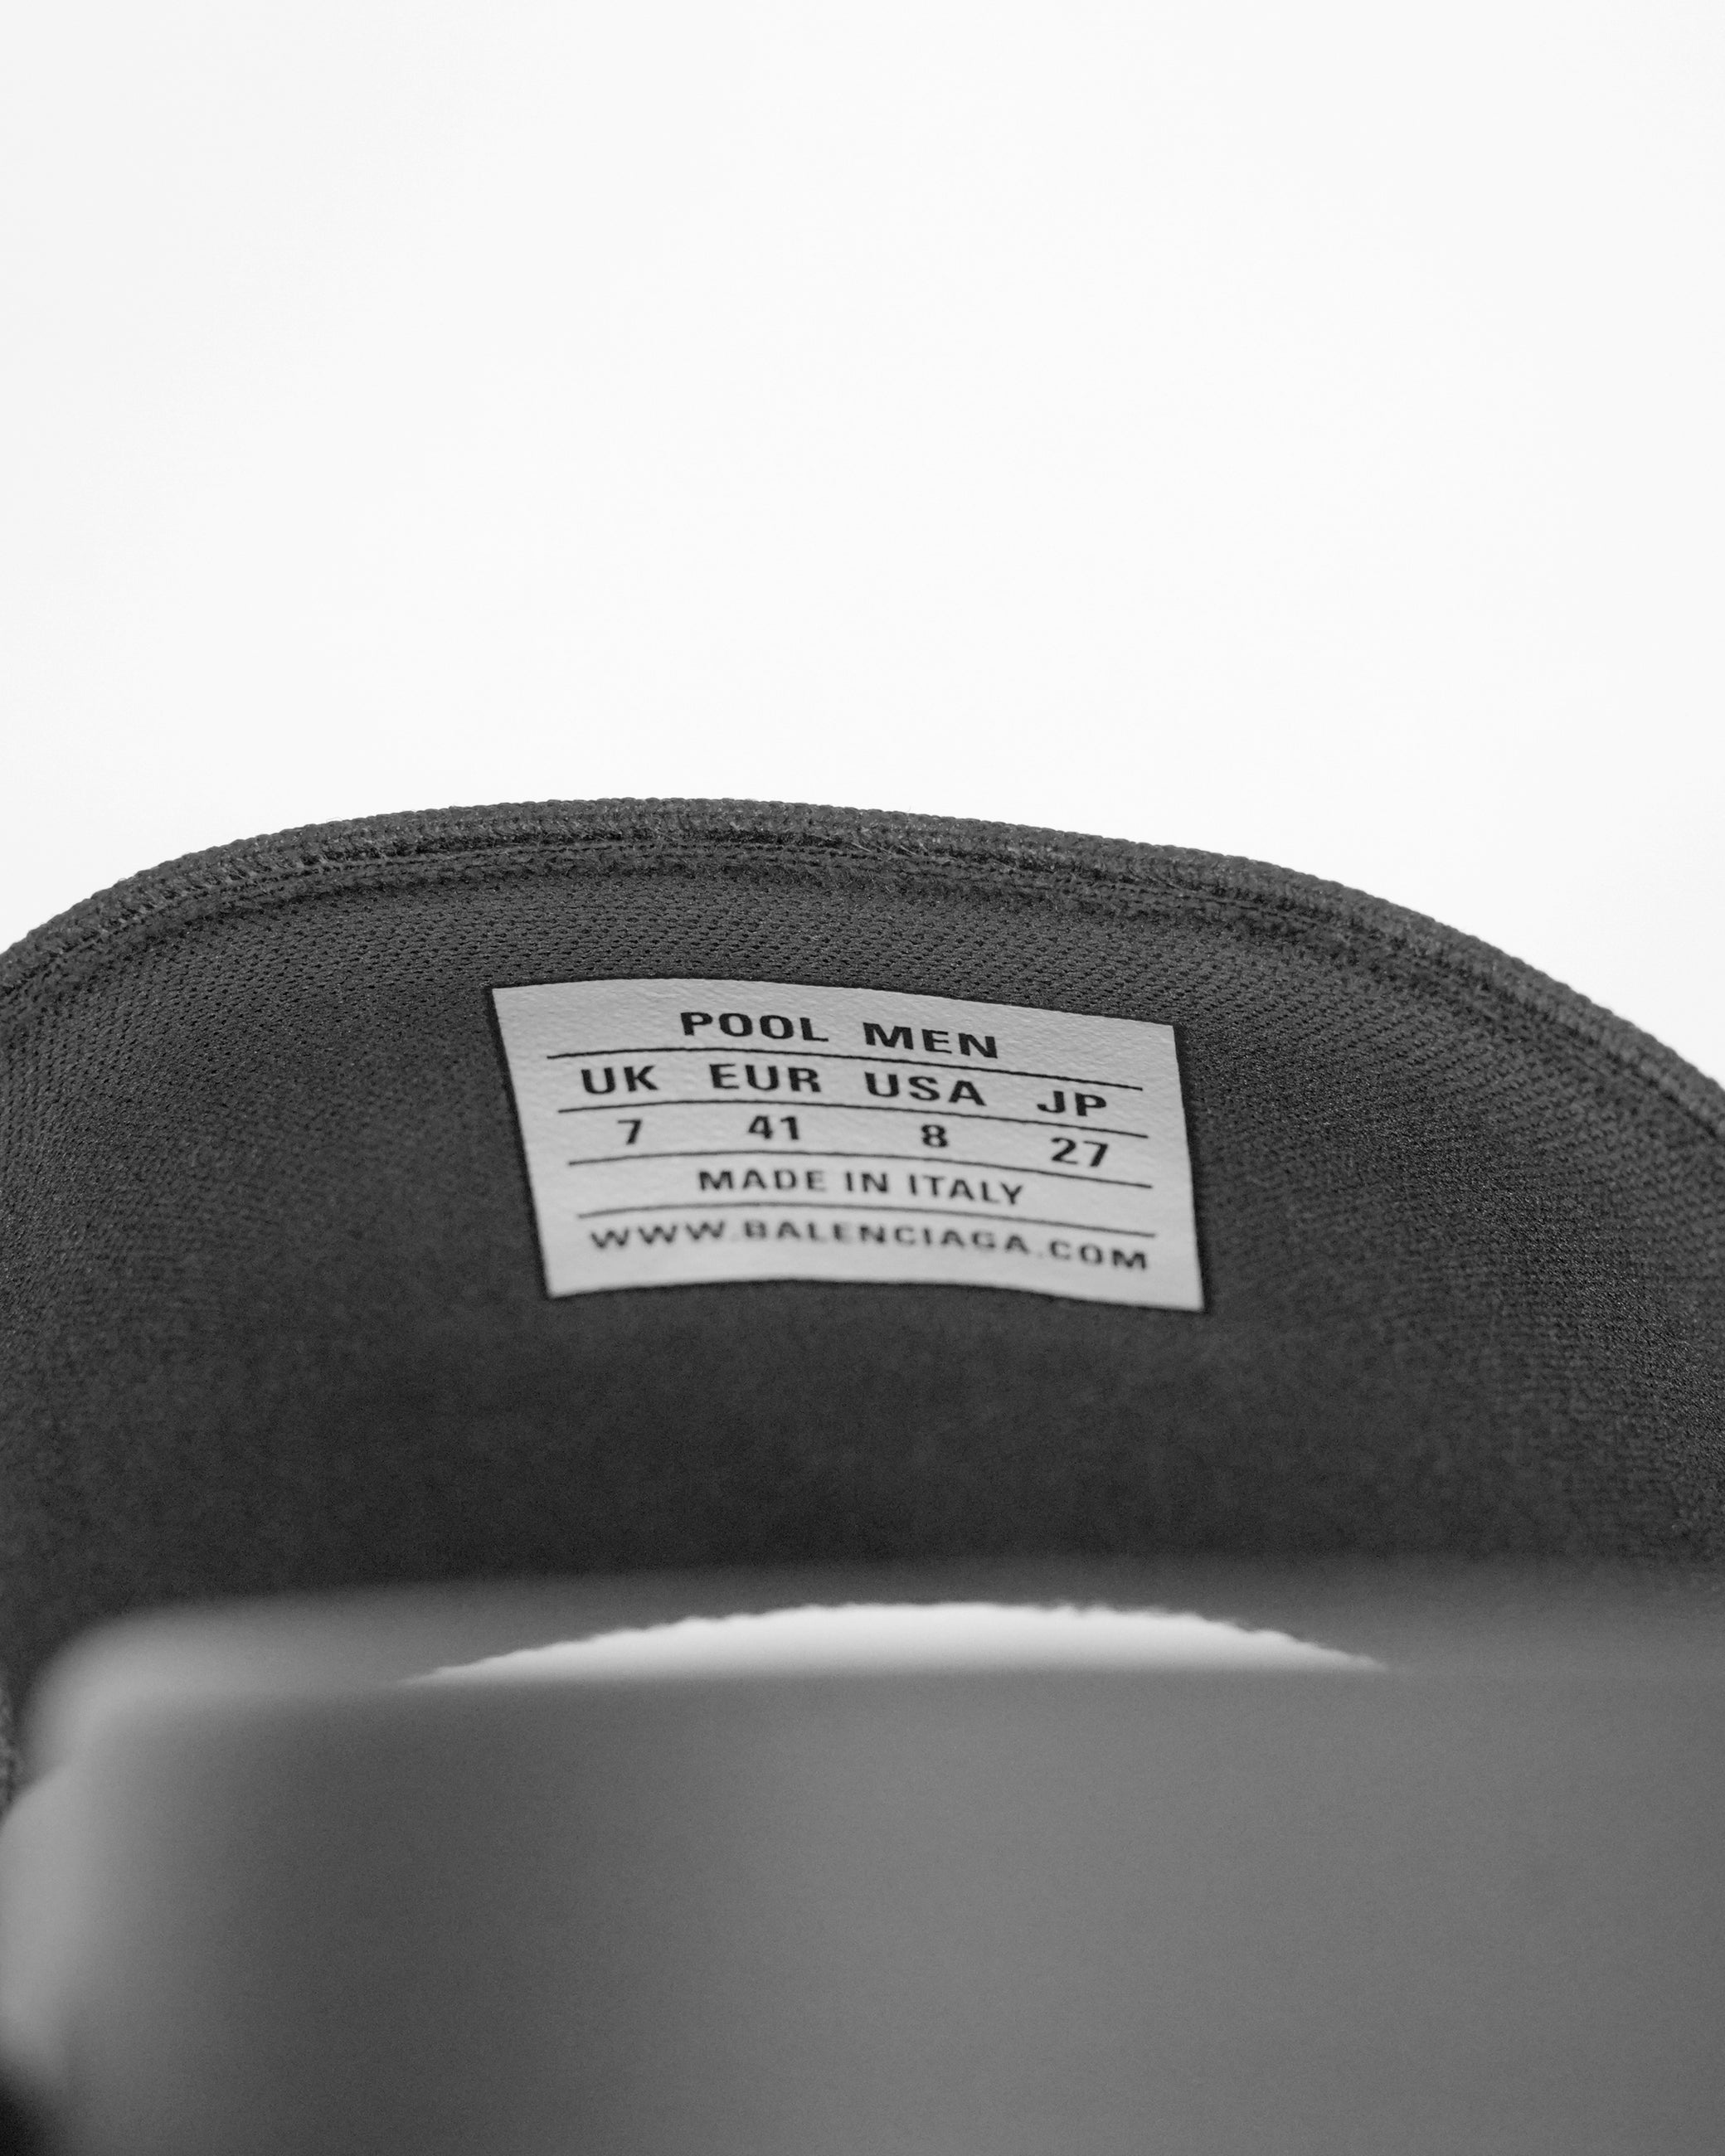 POOL MEN
UK EUR USA JP
7 41 8 27
MADE IN ITALY
WWW.BALENCIAGA.COM